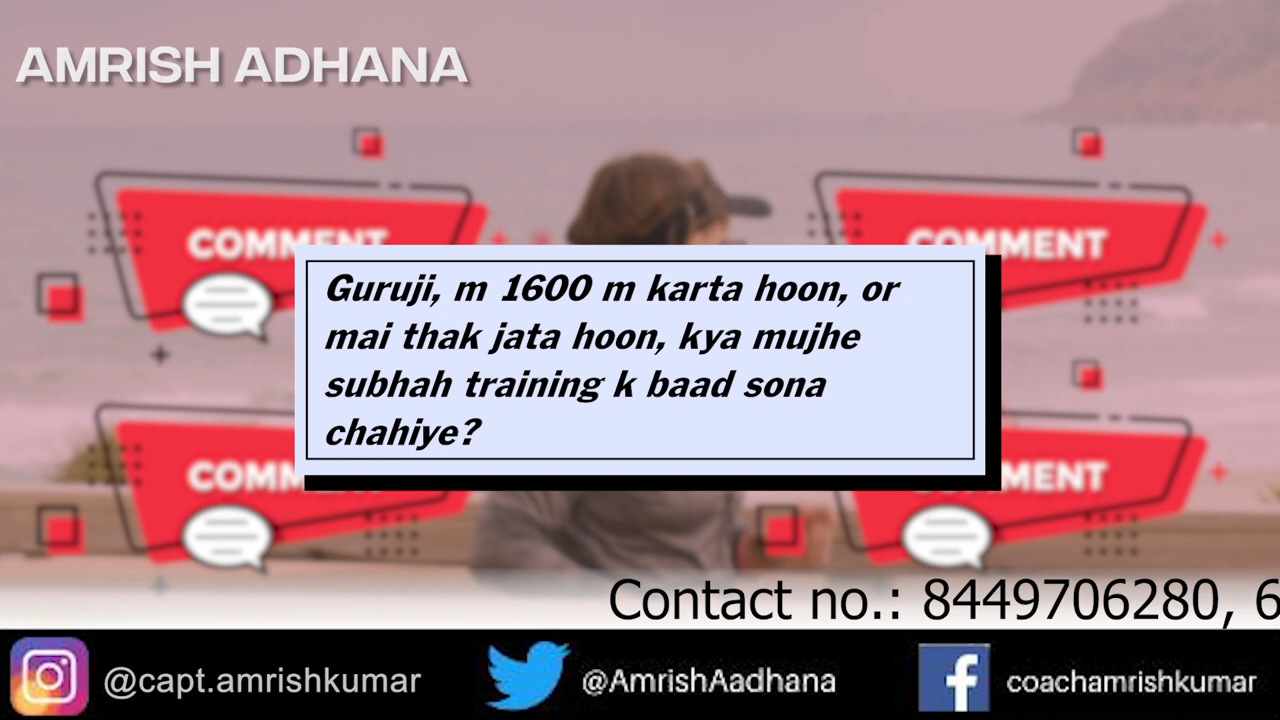 AMRISH ADHANA
COMMENT
COMMENT
Guruji, m 1600 m karta hoon, or
mai thak jata hoon, kya mujhe
subhah training k baad sona
chahiye?
Contact no.: 8449706280, 6
@capt.amrishkumar
@AmrishAadhana
coachamrishkumar